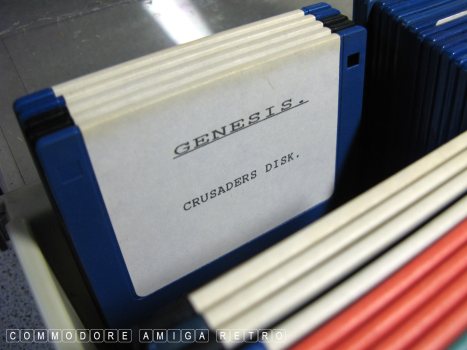 GENESIS.
CRUSADERS DISK.
COMMODORE AMIGA RETRO